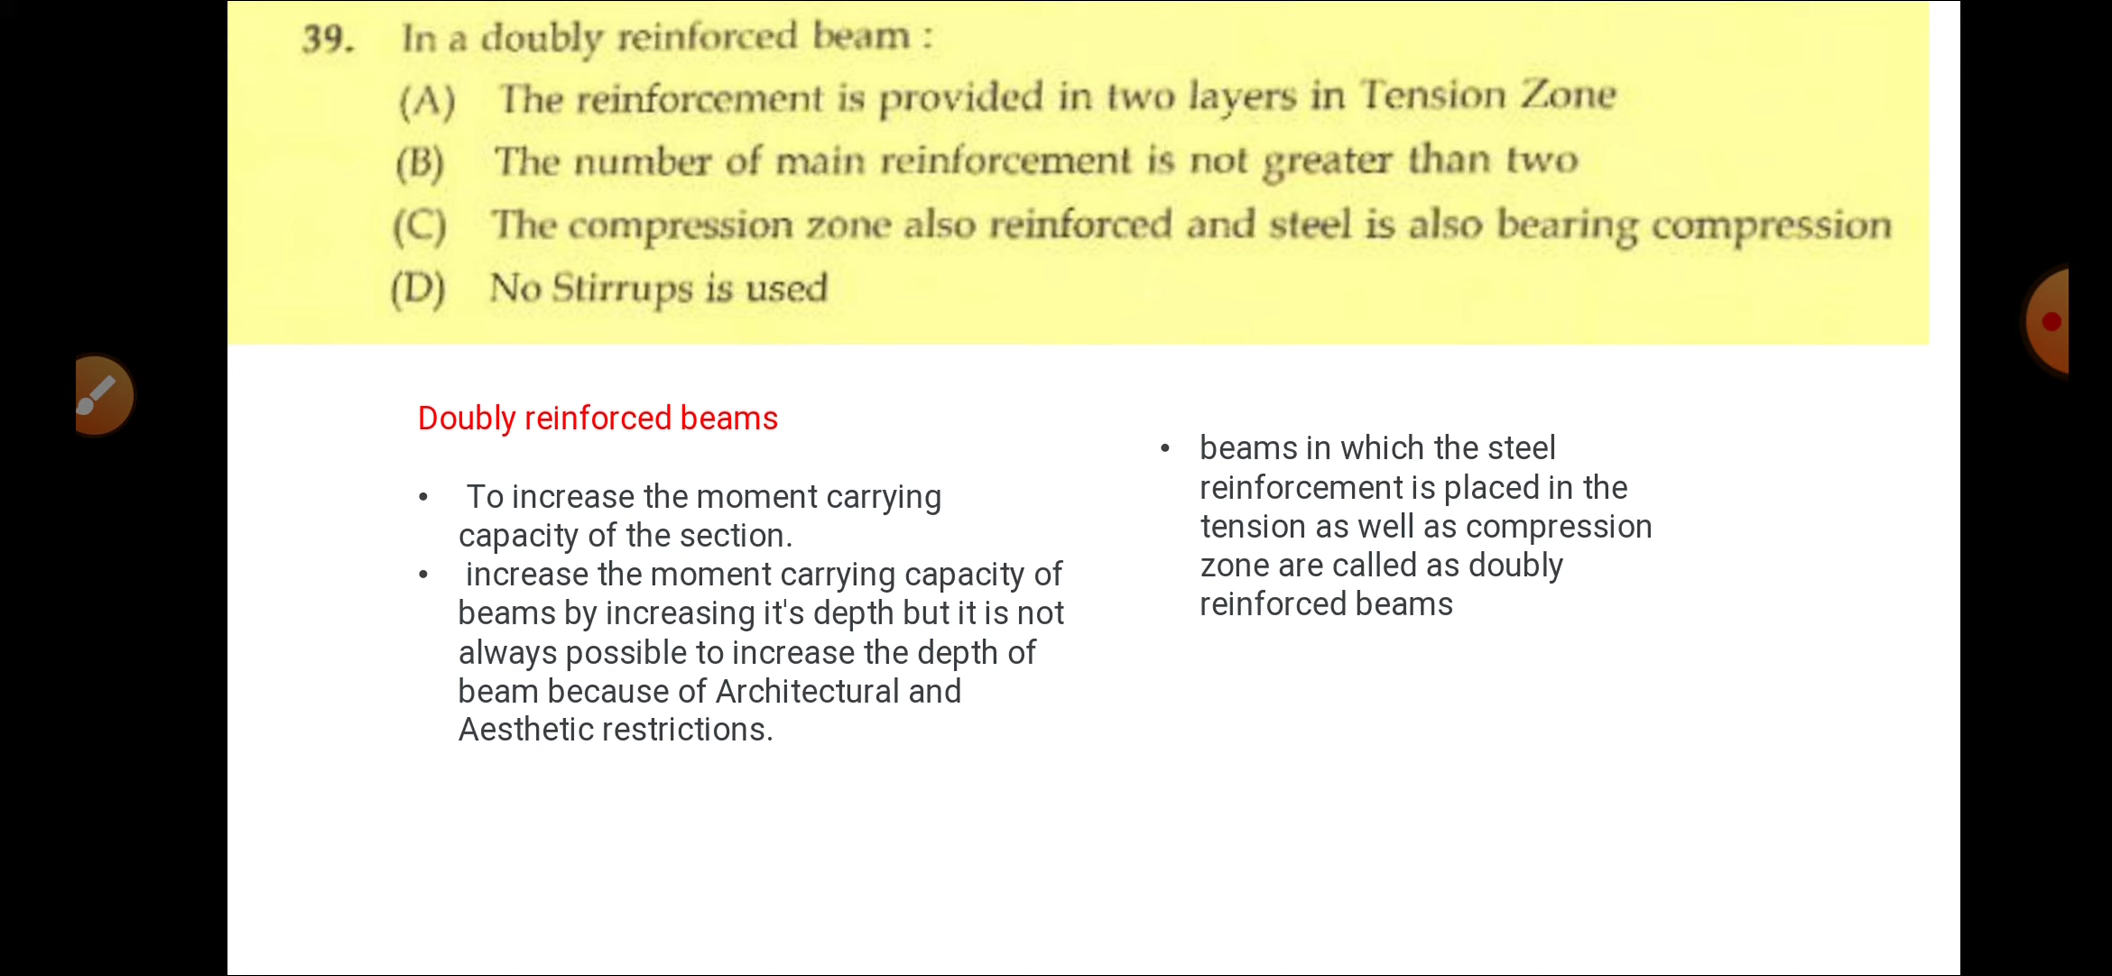 39. In a doubly reinforced beam :
(A) The reinforcement is provided in two layers in Tension Zone
(B) The number of main reinforcement is not greater than two
(C) The compression zone also reinforced and steel is also bearing compression
(D) No Stirrups is used
Doubly reinforced beams
• To increase the moment carrying
capacity of the section.
• increase the moment carrying capacity of
beams by increasing it's depth but it is not
always possible to increase the depth of
beam because of Architectural and
Aesthetic restrictions.
• beams in which the steel
reinforcement is placed in the
tension as well as compression
zone are called as doubly
reinforced beams